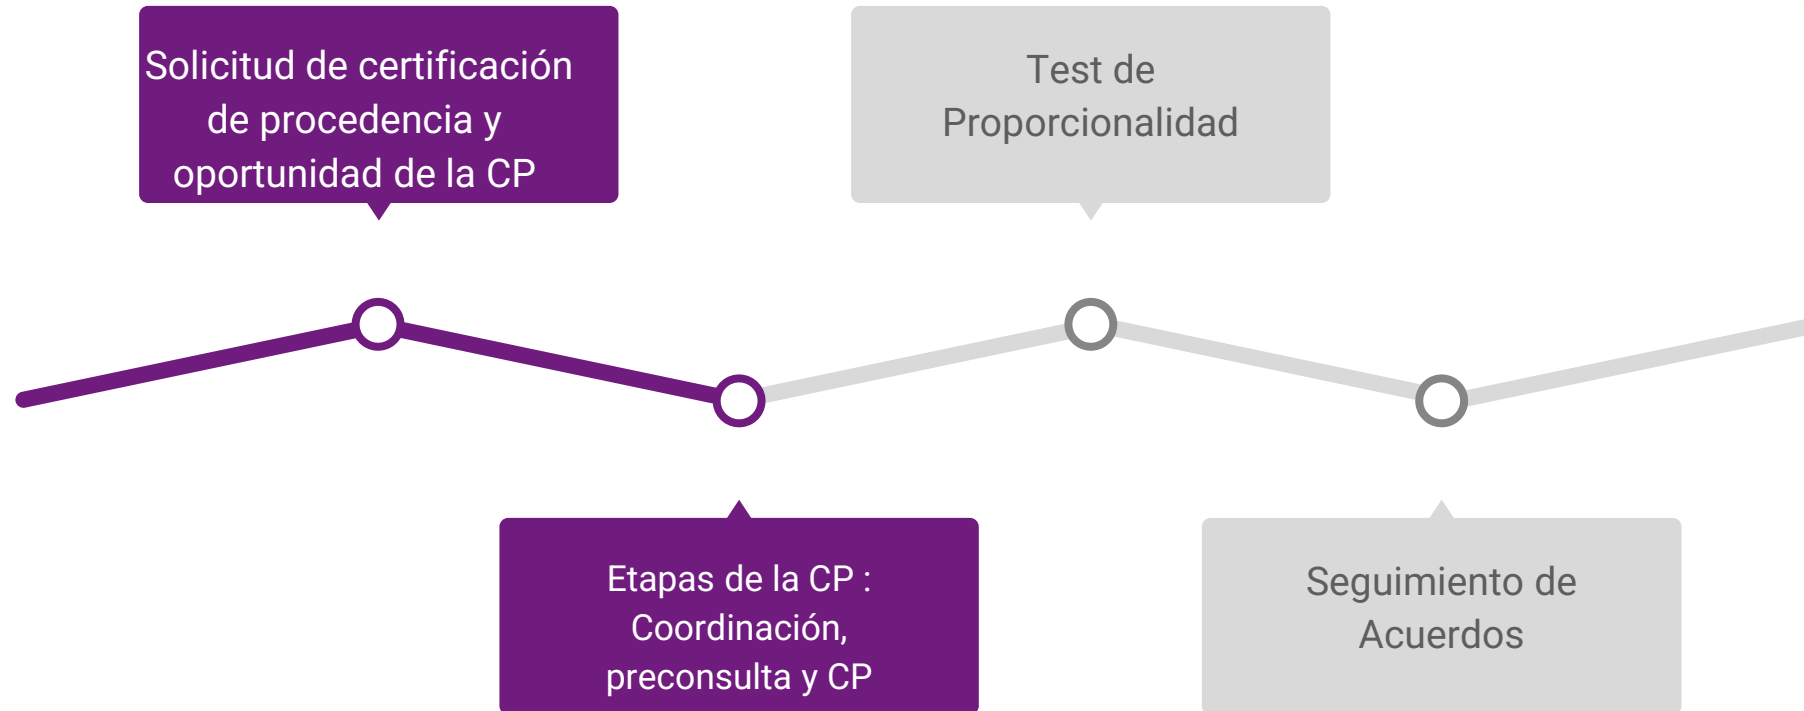 Solicitud de certificación
de procedencia y
oportunidad de la CP
Test de
Proporcionalidad
Etapas de la CP :
Coordinación,
preconsulta y CP
Seguimiento de
Acuerdos